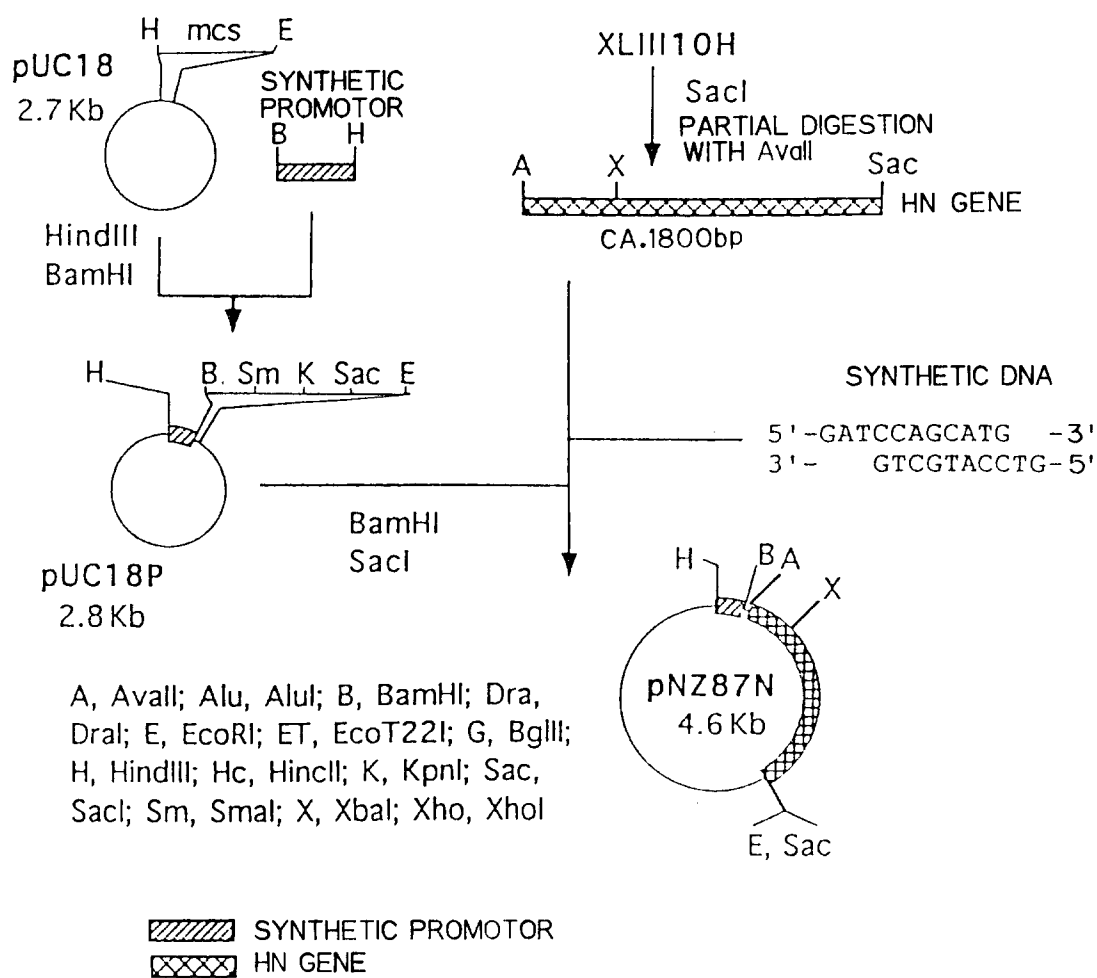 H mcs E
pUC18
2.7 Kb
SYNTHETIC
PROMOTOR
B H
HindIII
BamHI
XLIII10H
SacI
PARTIAL DIGESTION
WITH AvaII
A X Sac
HN GENE
CA.1800bp
H B. Sm K Sac E
pUC18P
2.8 Kb
BamHI
SacI
SYNTHETIC DNA
5'-GATCCAGCATG -3'
3'- GTCGTACCTG-5'
H B A X
pNZ87N
4.6 Kb
E, Sac
A, AvaII; Alu, AluI; B, BamHI; Dra,
DraI; E, EcoRI; ET, EcoT22I; G, BglII;
H, HindIII; Hc, HincII; K, KpnI; Sac,
SacI; Sm, SmaI; X, XbaI; Xho, XhoI
SYNTHETIC PROMOTOR
HN GENE